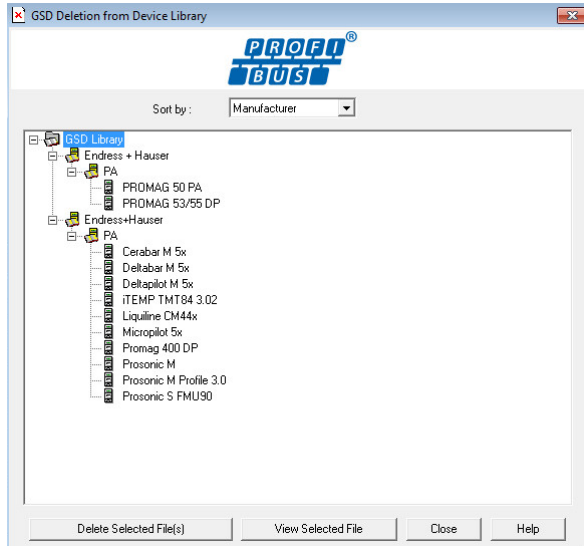 GSD Deletion from Device Library
PROFI
BUS
®
Sort by :
Manufacturer
GSD Library
Endress + Hauser
PA
PROMAG 50 PA
PROMAG 53/55 DP
Endress+Hauser
PA
Cerabar M 5x
Deltabar M 5x
Deltapilot M 5x
iTEMP TMT84 3.02
Liquiline CM44x
Micropilot 5x
Promag 400 DP
Prosonic M
Prosonic M Profile 3.0
Prosonic S FMU90
Delete Selected File(s)
View Selected File
Close
Help